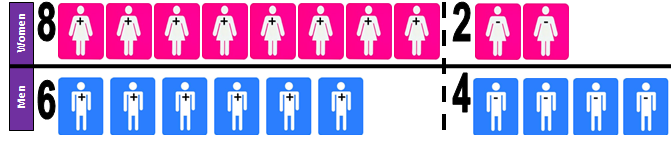 Women 8 + + + + + + + + 2 - -
Men 6 + + + + + + 4 - - - -